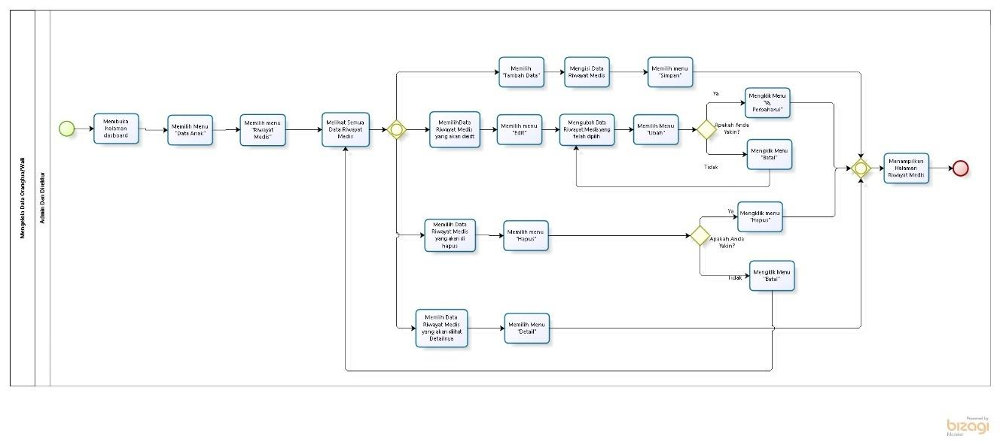 Mengelola Data Orangtua/Wali
Admin Dan Direktur
Membuka
halaman
dasboard
Memilih Menu
"Data Anak"
Memilih menu
"Riwayat
Medis"
Melihat Semua
Data Riwayat
Medis
Memilih
"Tambah Data"
Mengisi Data
Riwayat Medis
Memilih menu
"Simpan"
Memilih Data
Riwayat Medis
yang akan diedit
Memilih menu
"Edit"
Mengubah Data
Riwayat Medis yang
telah dipilih
Memilih Menu
"Ubah"
Apakah Anda
Yakin?
Ya
Mengklik Menu
"Ya,
Perbaharui"
Tidak
Mengklik Menu
"Batal"
Memilih Data
Riwayat Medis
yang akan di
hapus
Memilih menu
"Hapus"
Apakah Anda
Yakin?
Ya
Mengklik menu
"Hapus"
Tidak
Mengklik Menu
"Batal"
Memilih Data
Riwayat Medis
yang akan dilihat
Detailnya
Memilih Menu
"Detail"
Menampilkan
Halaman
Riwayat Medis
Powered by
bizagi
Modeler